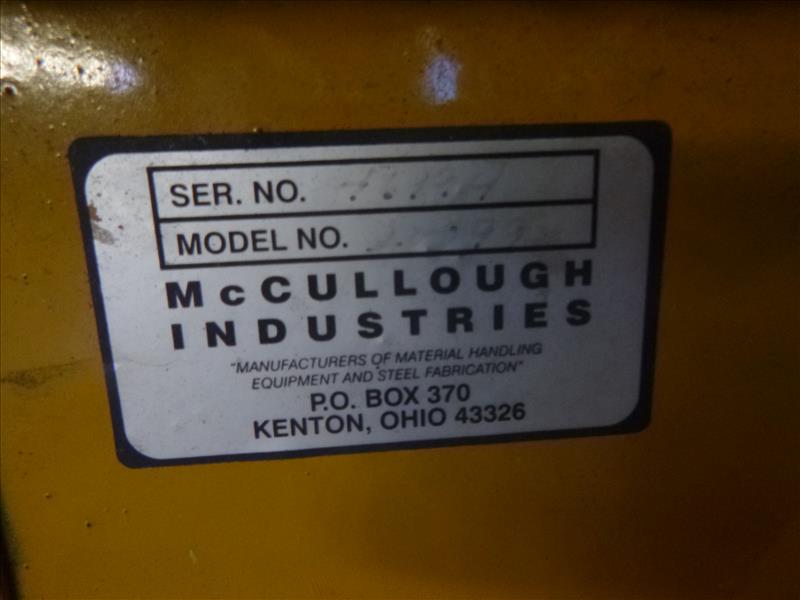 SER. NO.
MODEL NO.
McCULLOUGH
INDUSTRIES
"MANUFACTURERS OF MATERIAL HANDLING
EQUIPMENT AND STEEL FABRICATION"
P.O. BOX 370
KENTON, OHIO 43326